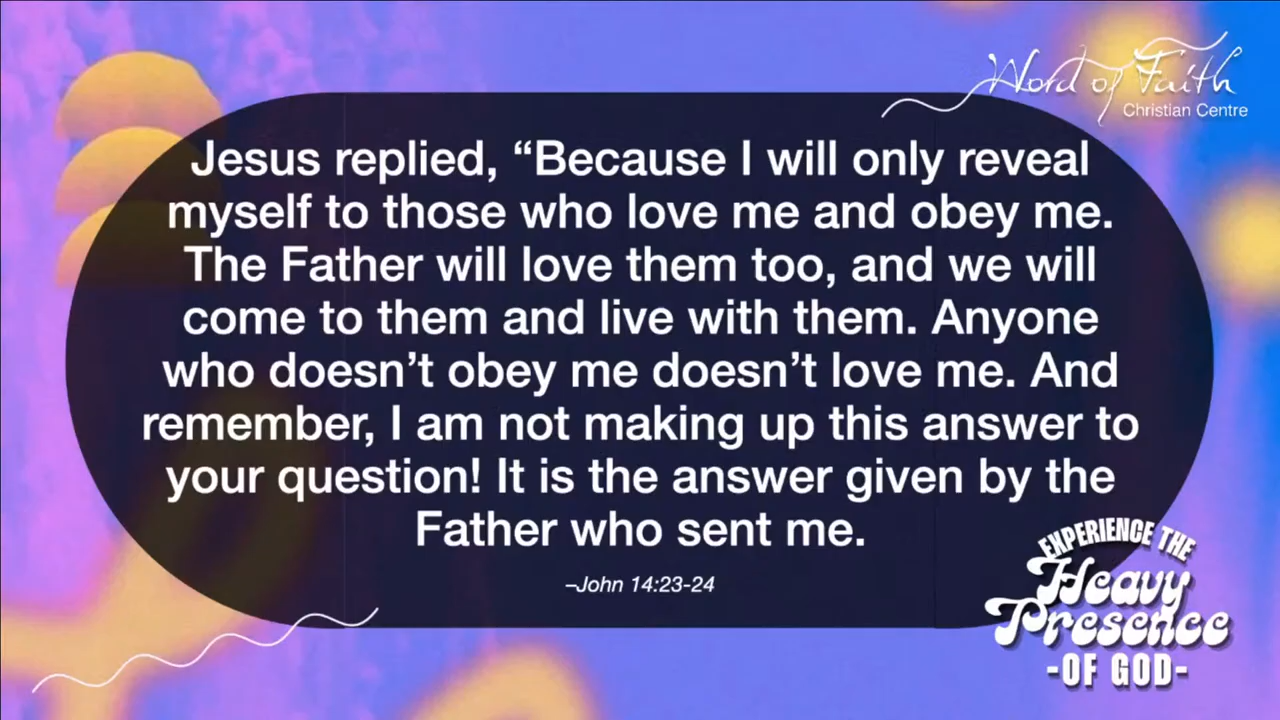 Word of Faith
Christian Centre
Jesus replied, “Because I will only reveal
myself to those who love me and obey me.
The Father will love them too, and we will
come to them and live with them. Anyone
who doesn’t obey me doesn’t love me. And
remember, I am not making up this answer to
your question! It is the answer given by the
Father who sent me.
–John 14:23-24
EXPERIENCE THE
Heavy
Presence
-OF GOD-